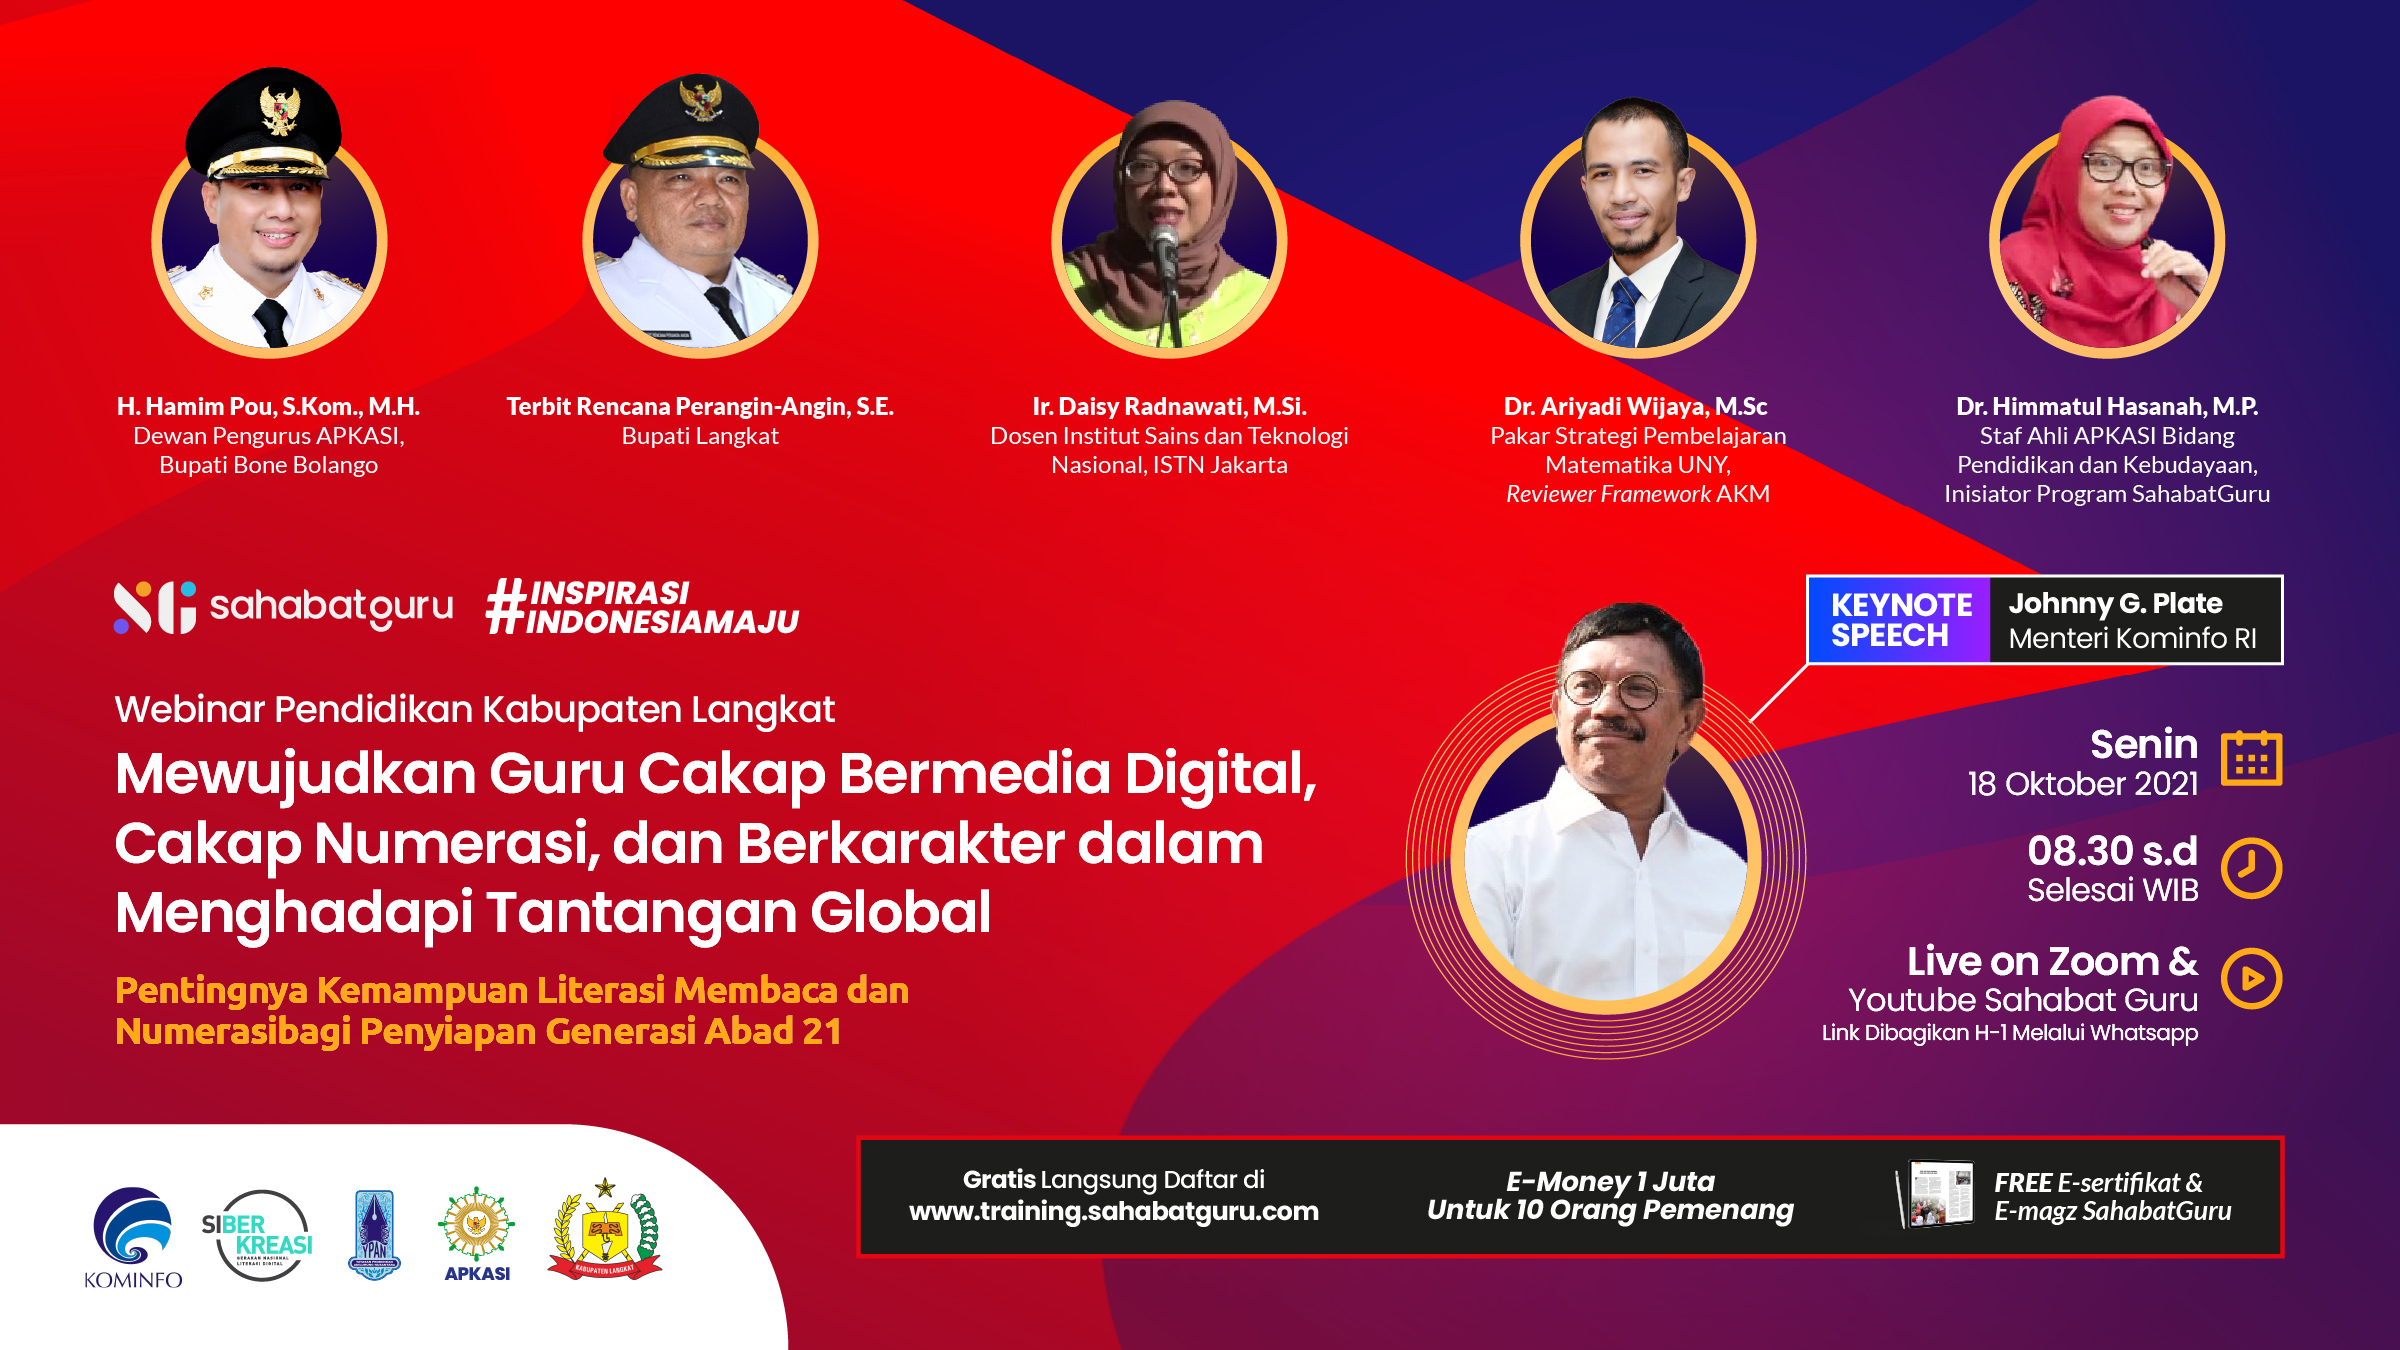 H. Hamim Pou, S.Kom., M.H.
Dewan Pengurus APKASI,
Bupati Bone Bolango
Terbit Rencana Perangin-Angin, S.E.
Bupati Langkat
Ir. Daisy Radnawati, M.Si.
Dosen Institut Sains dan Teknologi
Nasional, ISTN Jakarta
Dr. Ariyadi Wijaya, M.Sc
Pakar Strategi Pembelajaran
Matematika UNY,
Reviewer Framework AKM
Dr. Himmatul Hasanah, M.P.
Staf Ahli APKASI Bidang
Pendidikan dan Kebudayaan,
Inisiator Program SahabatGuru
sahabatguru
#INSPIRASI
INDONESIAMAJU
Webinar Pendidikan Kabupaten Langkat
Mewujudkan Guru Cakap Bermedia Digital,
Cakap Numerasi, dan Berkarakter dalam
Menghadapi Tantangan Global
Pentingnya Kemampuan Literasi Membaca dan
Numerasibagi Penyiapan Generasi Abad 21
KEYNOTE
SPEECH
Johnny G. Plate
Menteri Kominfo RI
Senin
18 Oktober 2021
08.30 s.d
Selesai WIB
Live on Zoom &
Youtube Sahabat Guru
Link Dibagikan H-1 Melalui Whatsapp
KOMINFO
SIBER
KREASI
GERAKAN NASIONAL
LITERASI DIGITAL
YPAN
APKASI
KABUPATEN LANGKAT
Gratis Langsung Daftar di
www.training.sahabatguru.com
E-Money 1 Juta
Untuk 10 Orang Pemenang
FREE E-sertifikat &
E-magz SahabatGuru